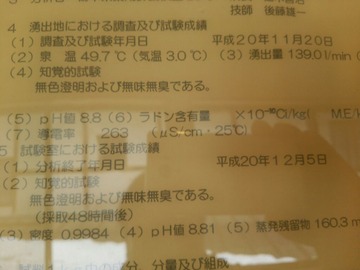 技師 後藤雄一
4 湧出地における調査及び試験成績
(1)調査及び試験年月日 平成20年11月20日
(2)泉 温 49.7℃(気温 3.0℃) (3)湧出量 139.0ℓ/min(
(4)知覚的試験
無色澄明および無味無臭である。
(5) pH値 8.8 (6) ラドン含有量 ×10⁻¹⁰Ci/kg( M.E/k
(7)導電率 263 (μS/cm・25℃)
5 試験室における試験成績
(1)分析終了年月日 平成20年12月5日
(2)知覚的試験
無色澄明および無味無臭である。
(採取48時間後)
(3)密度 0.9984 (4) pH値 8.81 (5) 蒸発残留物 160.3 m
分、分量及び組成